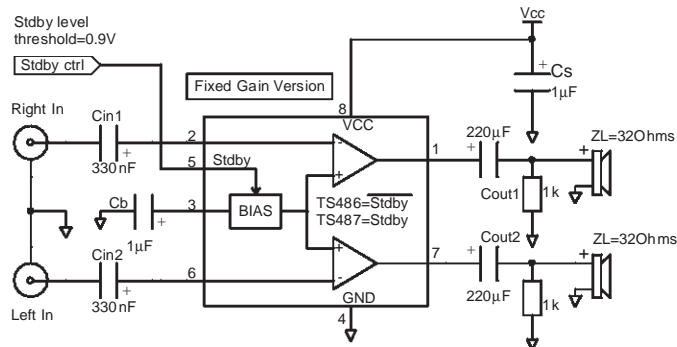 Stdby level
threshold=0.9V
Stdby ctrl
Fixed Gain Version
Vcc
+
Cs
1µF
Right In
Cin1
+
330nF
2
5
Stdby
8
VCC
-
+
1
220µF
+
ZL=32Ohms
+
Cout1
1k
Cb
3
+
1µF
BIAS
TS486=Stdby
TS487=Stdby
Cin2
+
330nF
6
+
-
7
Cout2
+
220µF
ZL=32Ohms
+
1k
Left In
GND
4